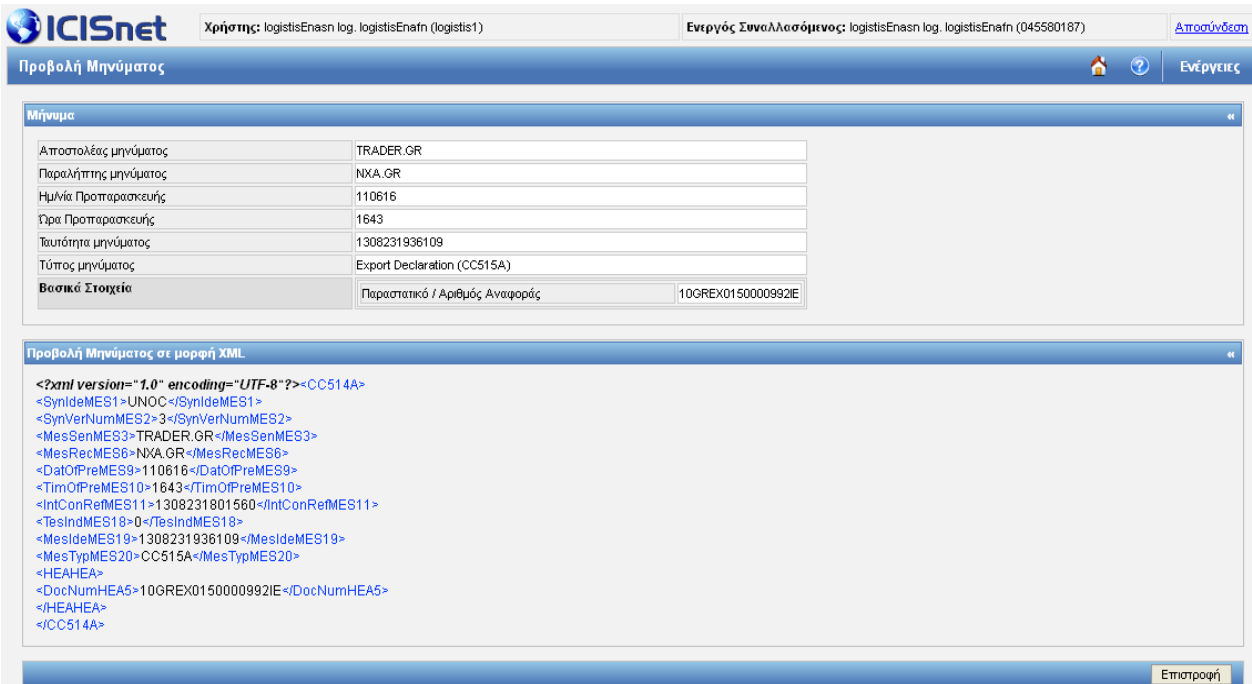 ICISnet
Χρήστης: logistisEnasn log. logistisEnafn (logistis1)
Ενεργός Συναλλασόμενος: logistisEnasn log. logistisEnafn (045580187)
Αποσύνδεση
Προβολή Μηνύματος
Ενέργειες
Μήνυμα
Αποστολέας μηνύματος TRADER.GR
Παραλήπτης μηνύματος NXA.GR
Ημ/νία Προπαρασκευής 110616
Ώρα Προπαρασκευής 1643
Ταυτότητα μηνύματος 1308231936109
Τύπος μηνύματος Export Declaration (CC515A)
Βασικά Στοιχεία Παραστατικό / Αριθμός Αναφοράς 10GREX0150000992IE
Προβολή Μηνύματος σε μορφή XML
<?xml version="1.0" encoding="UTF-8"?><CC514A>
<SynIdeMES1>UNOC</SynIdeMES1>
<SynVerNumMES2>3</SynVerNumMES2>
<MesSenMES3>TRADER.GR</MesSenMES3>
<MesRecMES6>NXA.GR</MesRecMES6>
<DatOfPreMES9>110616</DatOfPreMES9>
<TimOfPreMES10>1643</TimOfPreMES10>
<IntConRefMES11>1308231801560</IntConRefMES11>
<TesIndMES18>0</TesIndMES18>
<MesIdeMES19>1308231936109</MesIdeMES19>
<MesTypMES20>CC515A</MesTypMES20>
<HEAHEA>
<DocNumHEA5>10GREX0150000992IE</DocNumHEA5>
</HEAHEA>
</CC514A>
Επιστροφή